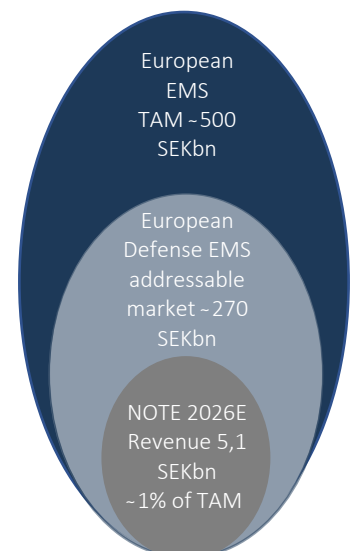 European
EMS
TAM ~500
SEKbn
European
Defense EMS
addressable
market ~270
SEKbn
NOTE 2026E
Revenue 5,1
SEKbn
~1% of TAM